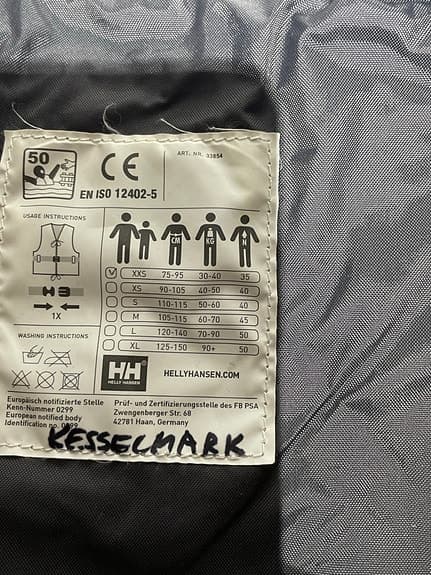 50
CE
ART. NR. 33854
EN ISO 12402-5
USAGE INSTRUCTIONS
CM KG N
XXS 75-95 30-40 35
XS 90-105 40-50 40
S 110-115 50-60 40
M 105-115 60-70 45
L 120-140 70-90 50
XL 125-150 90+ 50
1X
WASHING INSTRUCTIONS
HH
HELLY HANSEN
HELLYHANSEN.COM
Europäisch notifizierte Stelle
Kenn-Nummer 0299
European notified body
Identification no. 0299
Prüf- und Zertifizierungsstelle des FB PSA
Zwengenberger Str. 68
42781 Haan, Germany
KESSELMARK